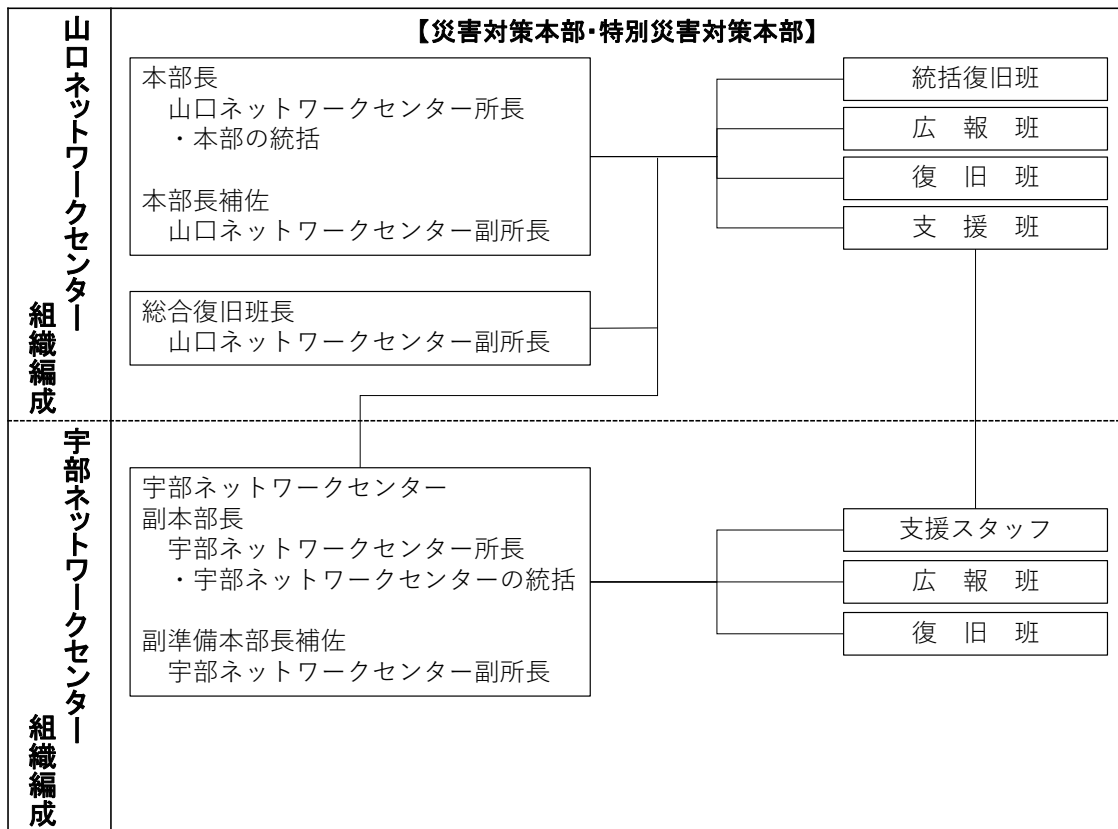 山口ネットワークセンター
組織編成
【災害対策本部・特別災害対策本部】
本部長
山口ネットワークセンター所長
・本部の統括
本部長補佐
山口ネットワークセンター副所長
総合復旧班長
山口ネットワークセンター副所長
統括復旧班
広　報　班
復　旧　班
支　援　班
宇部ネットワークセンター
組織編成
宇部ネットワークセンター
副本部長
宇部ネットワークセンター所長
・宇部ネットワークセンターの統括
副準備本部長補佐
宇部ネットワークセンター副所長
支援スタッフ
広　報　班
復　旧　班